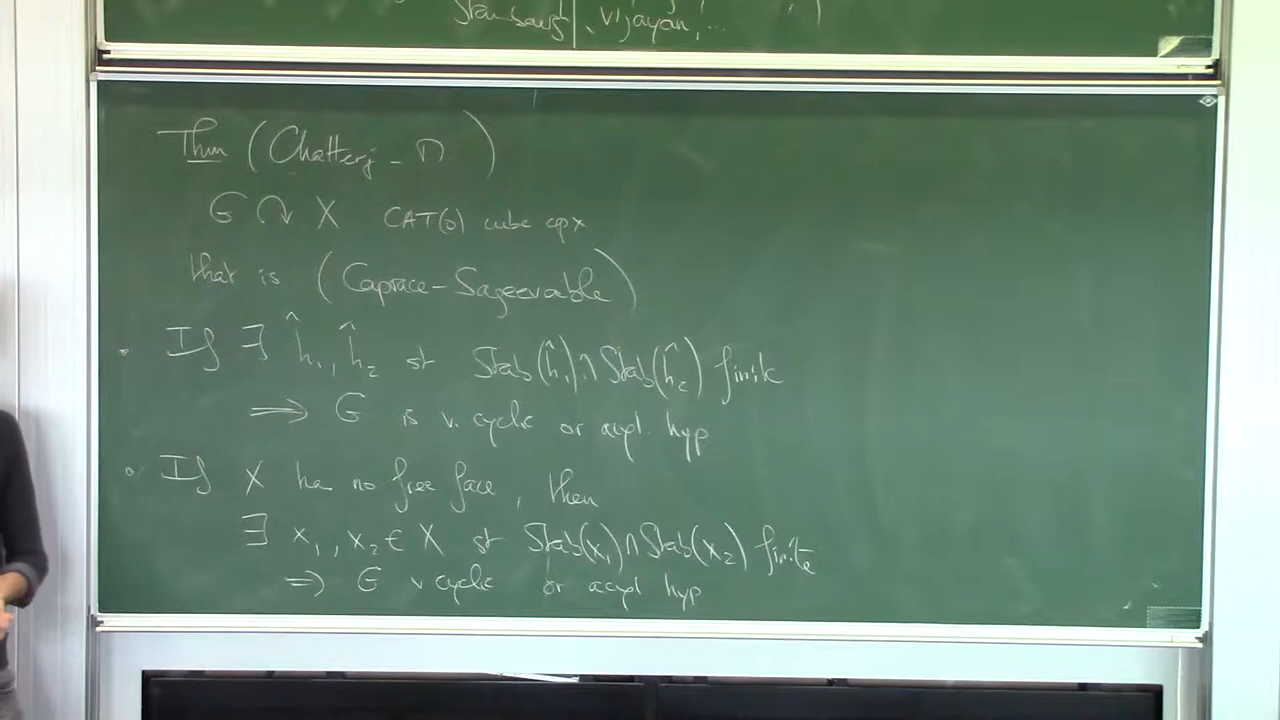 Vijayan, ...
Thm (Chatterji - M)
G ↷ X CAT(0) cube cpx
that is (Caprace-Sageevable)
• If ∃ ĥ₁, ĥ₂ st Stab(ĥ₁) ∩ Stab(ĥ₂) finite
⟹ G is v. cyclic or acyl. hyp
• If X has no free face, then
∃ x₁, x₂ ∈ X st Stab(x₁) ∩ Stab(x₂) finite
⟹ G v cyclic or acyl hyp